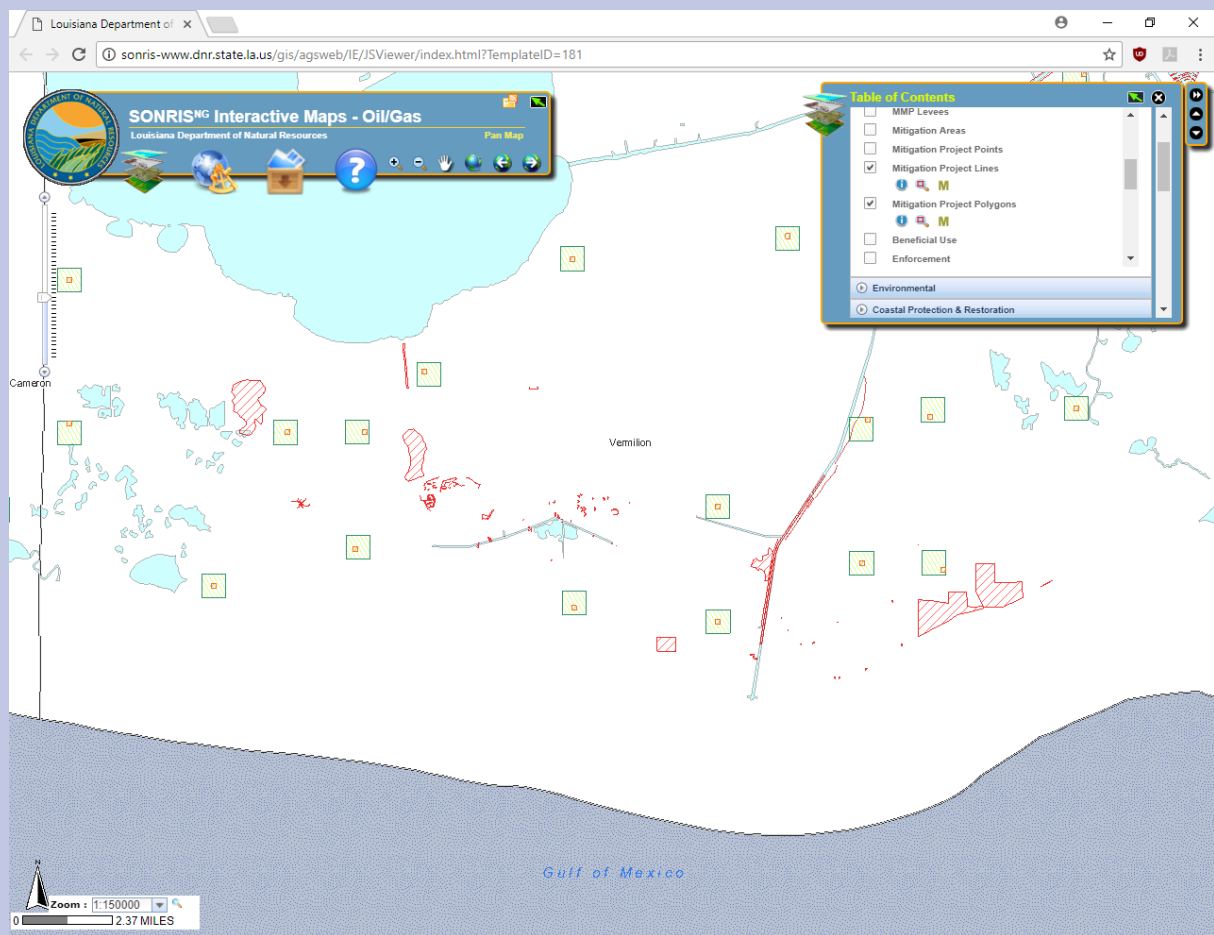 Louisiana Department of
sonris-www.dnr.state.la.us/gis/agsweb/IE/JSViewer/index.html?TemplateID=181
SONRIS NG Interactive Maps - Oil/Gas
Louisiana Department of Natural Resources
Pan Map
Table of Contents
MMP Levees
Mitigation Areas
Mitigation Project Points
Mitigation Project Lines
M
Mitigation Project Polygons
M
Beneficial Use
Enforcement
Environmental
Coastal Protection & Restoration
Cameron
Vermilion
Gulf of Mexico
N
Zoom : 1:150000
0 2.37 MILES